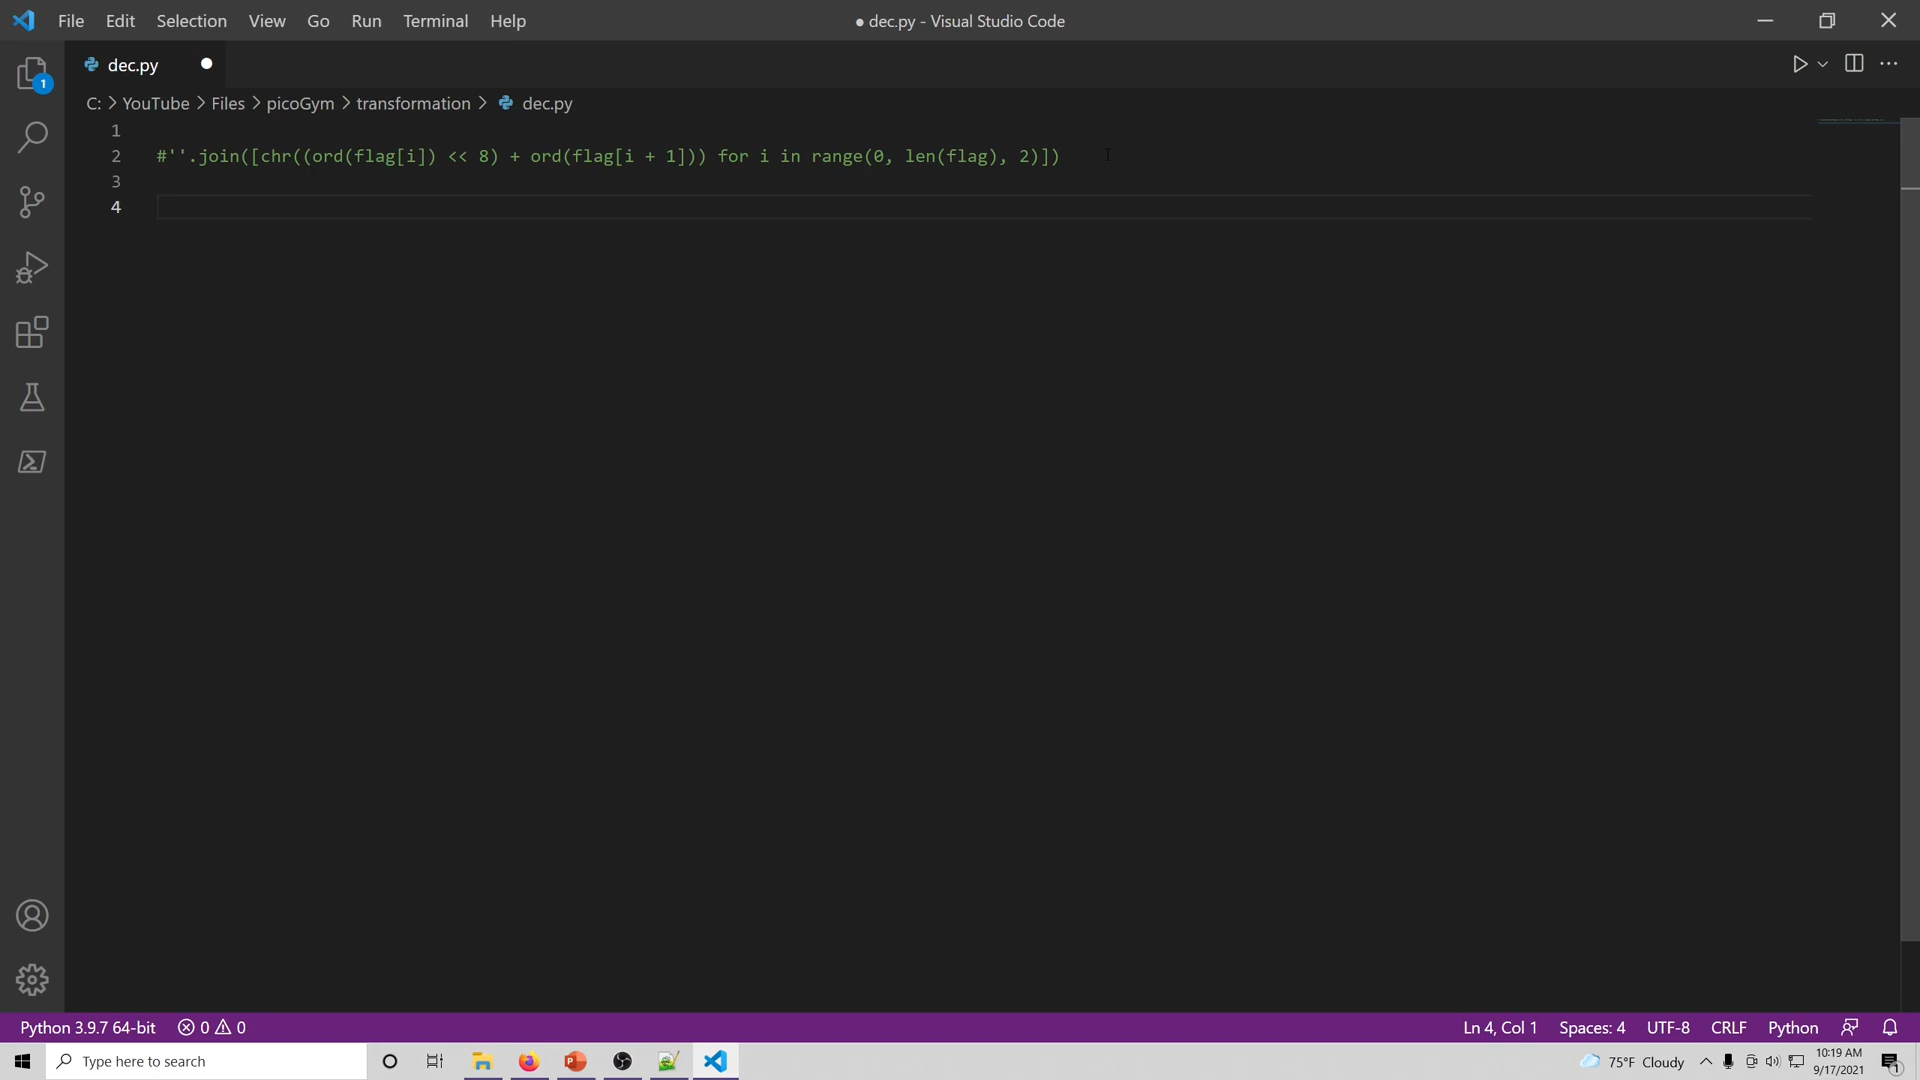 File Edit Selection View Go Run Terminal Help
● dec.py - Visual Studio Code
dec.py
1
C: > YouTube > Files > picoGym > transformation > dec.py
1
2 #''.join([chr((ord(flag[i]) << 8) + ord(flag[i + 1])) for i in range(0, len(flag), 2)])
3
4
Python 3.9.7 64-bit 0 0
Ln 4, Col 1 Spaces: 4 UTF-8 CRLF Python
Type here to search
75°F Cloudy
10:19 AM
9/17/2021
1